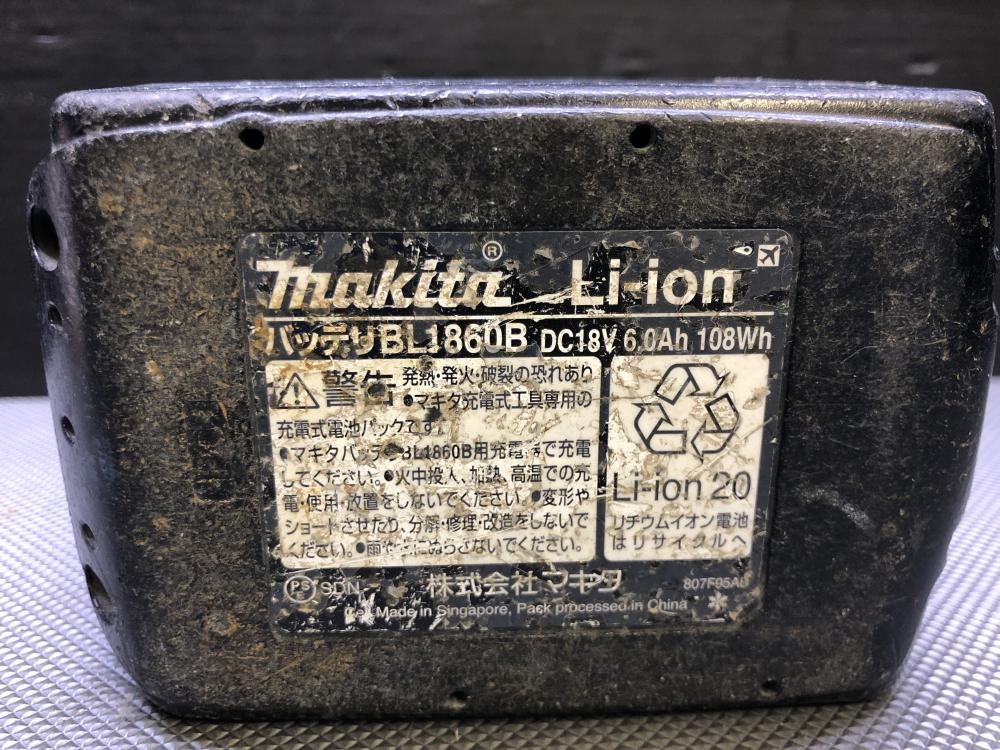 makita® Li-ion
バッテリBL1860B DC18V 6.0Ah 108Wh
警告 発熱・発火・破裂の恐れあり
●マキタ充電式工具専用の
充電式電池パックです。
●マキタバッテリBL1860B用充電器で充電
してください。●火中投入、加熱、高温での充
電・使用・放置をしないでください。●変形や
ショートさせたり、分解・修理・改造をしないで
ください。●雨や水にぬらさないでください。
Li-ion 20
リチウムイオン電池
はリサイクルへ
PS SDN 株式会社マキタ 807F95AB
Cell Made in Singapore, Pack processed in China